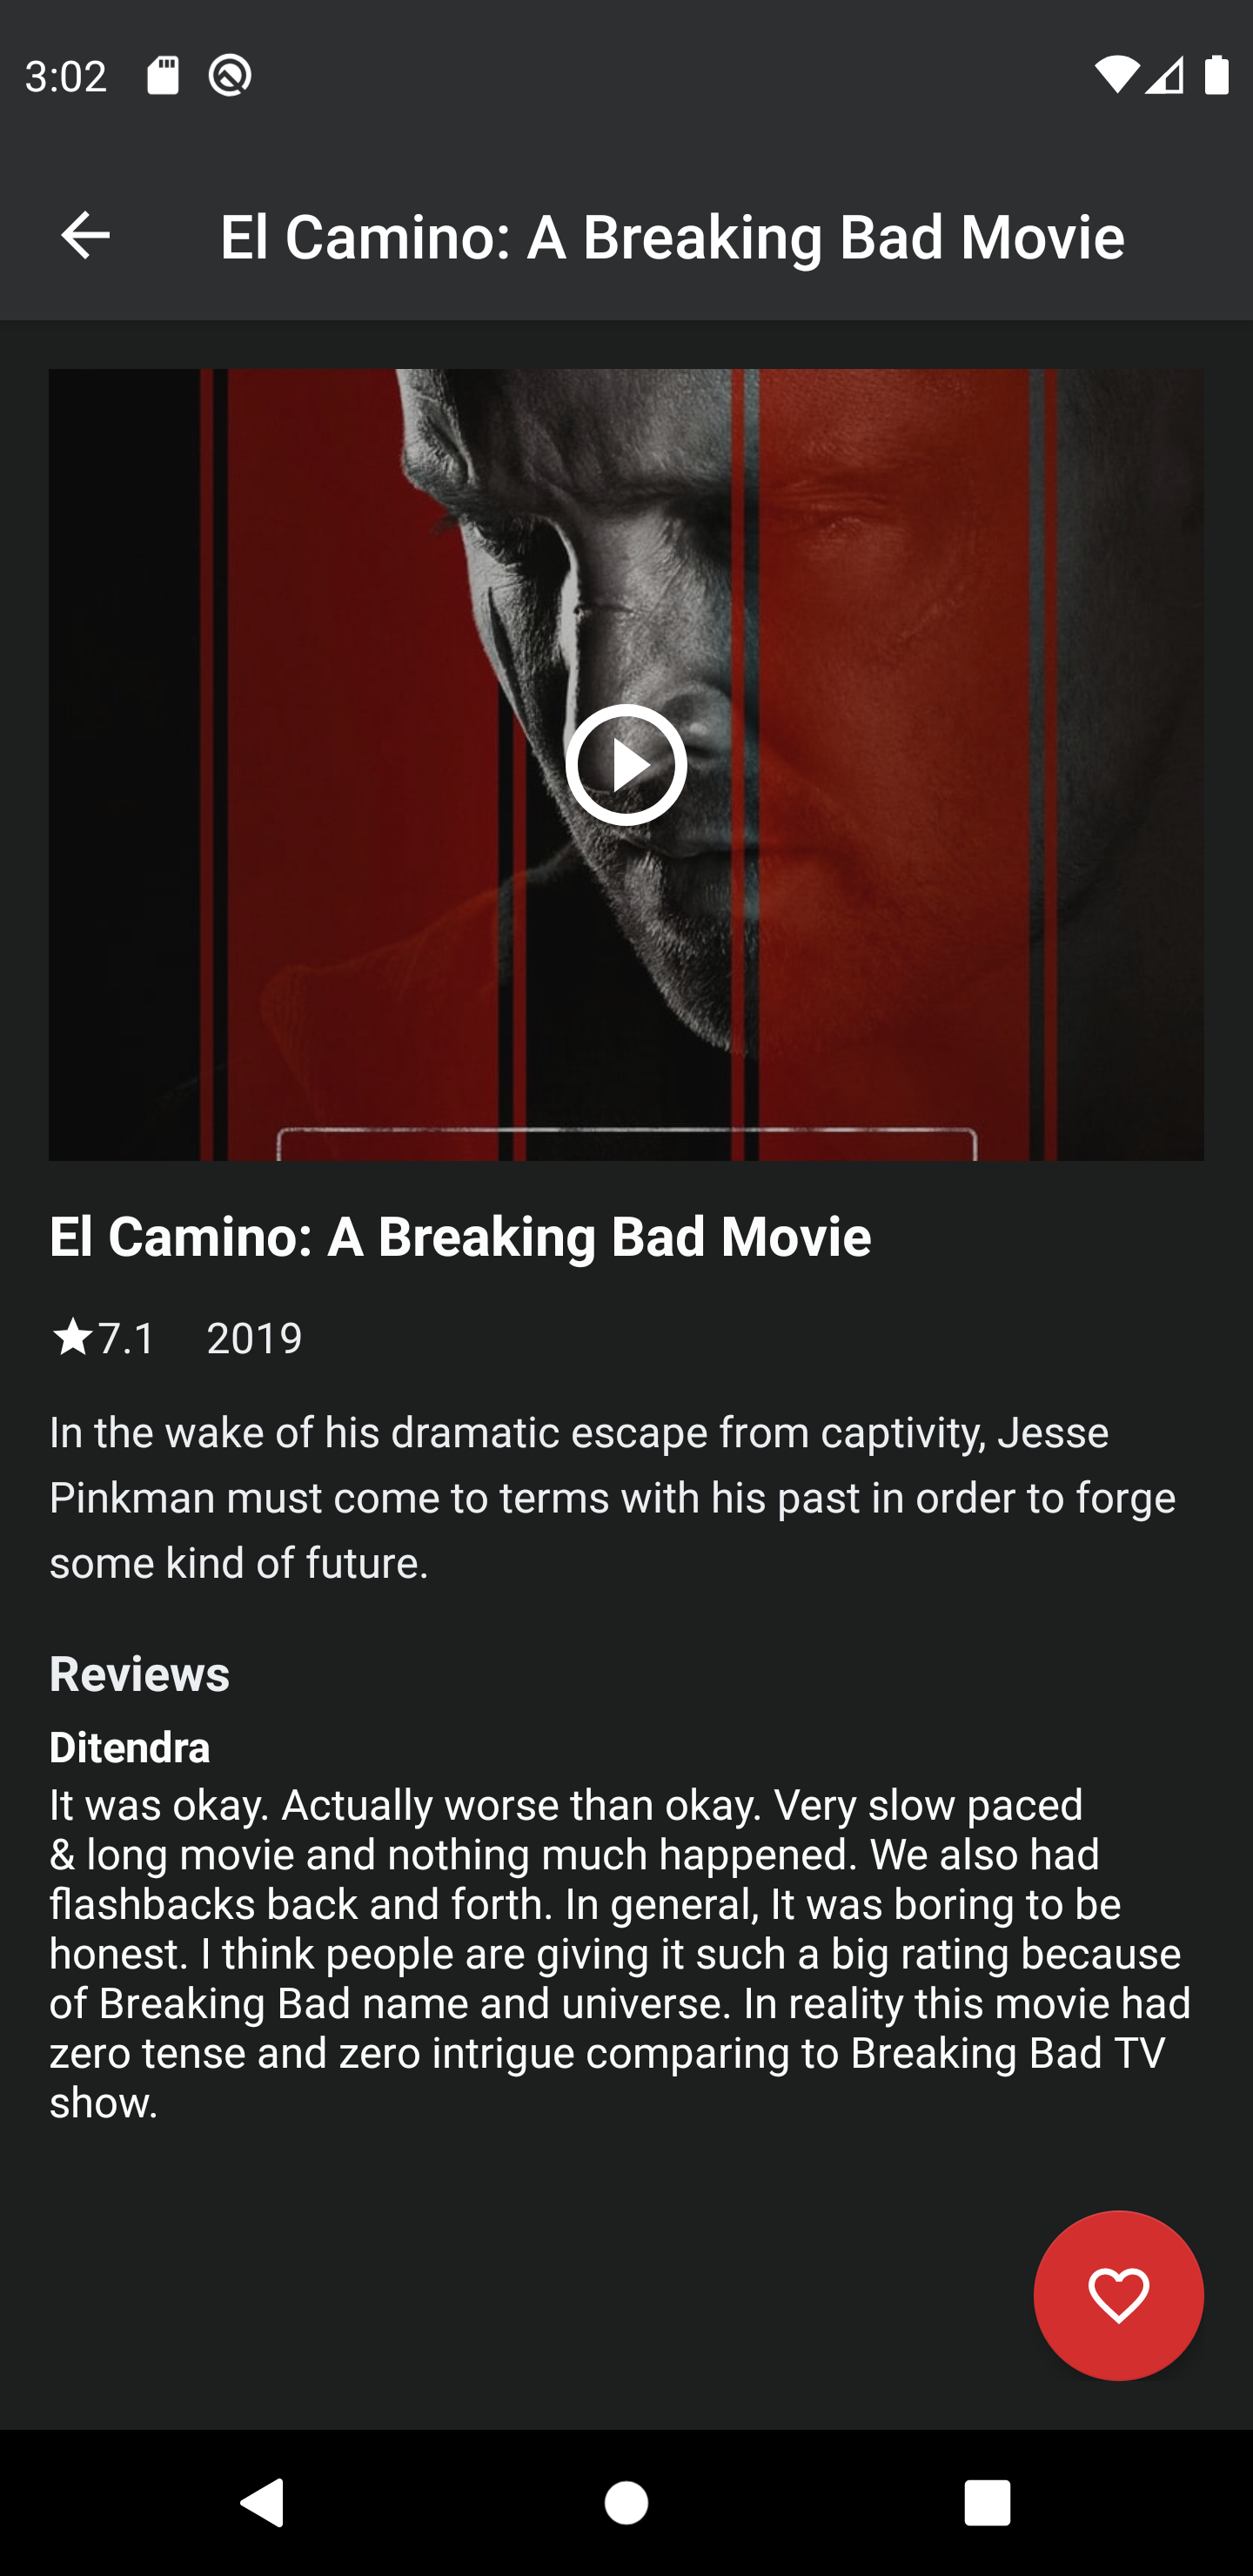 3:02
El Camino: A Breaking Bad Movie
El Camino: A Breaking Bad Movie
7.1 2019
In the wake of his dramatic escape from captivity, Jesse
Pinkman must come to terms with his past in order to forge
some kind of future.
Reviews
Ditendra
It was okay. Actually worse than okay. Very slow paced
& long movie and nothing much happened. We also had
flashbacks back and forth. In general, It was boring to be
honest. I think people are giving it such a big rating because
of Breaking Bad name and universe. In reality this movie had
zero tense and zero intrigue comparing to Breaking Bad TV
show.